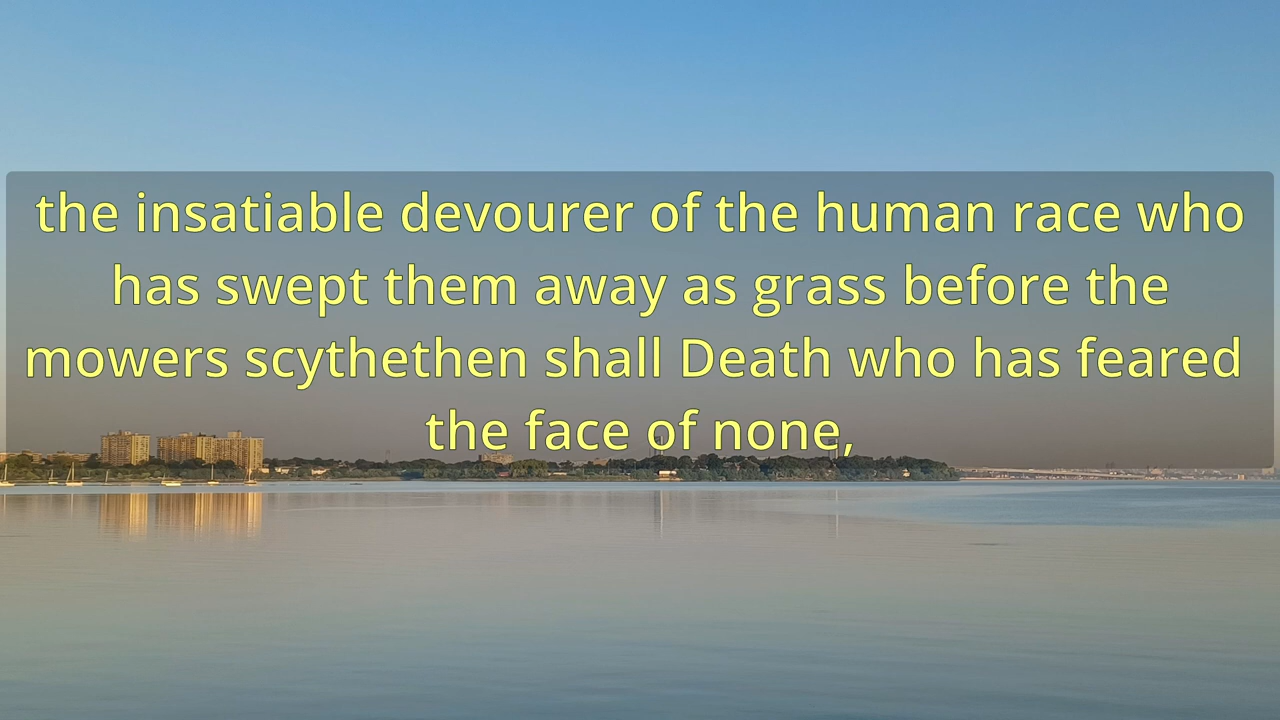 the insatiable devourer of the human race who
has swept them away as grass before the
mowers scythethen shall Death who has feared
the face of none,